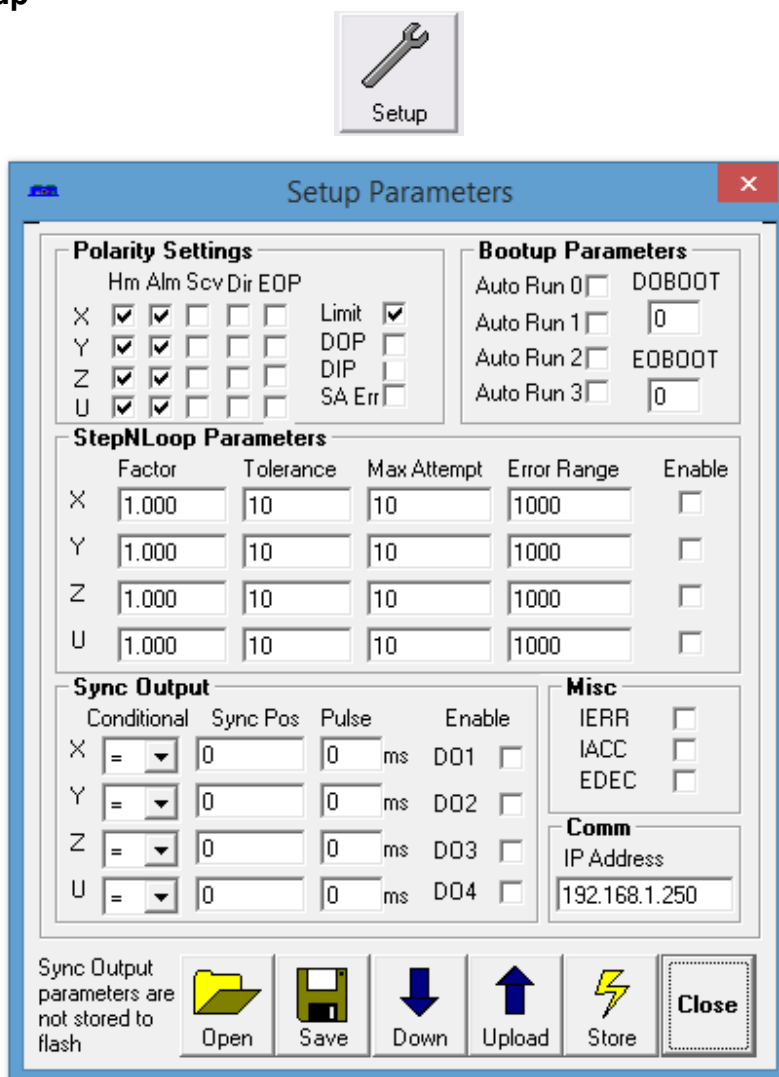 up
Setup
Setup Parameters
Polarity Settings
Hm Alm Scv Dir EOP
X
Y
Z
U
Limit
DOP
DIP
SA Err
Bootup Parameters
Auto Run 0
Auto Run 1
Auto Run 2
Auto Run 3
DOBOOT
0
EOBOOT
0
StepNLoop Parameters
Factor Tolerance Max Attempt Error Range Enable
X 1.000 10 10 1000
Y 1.000 10 10 1000
Z 1.000 10 10 1000
U 1.000 10 10 1000
Sync Output
Conditional Sync Pos Pulse Enable
X = 0 0 ms DO1
Y = 0 0 ms DO2
Z = 0 0 ms DO3
U = 0 0 ms DO4
Misc
IERR
IACC
EDEC
Comm
IP Address
192.168.1.250
Sync Output
parameters are
not stored to
flash
Open Save Down Upload Store Close